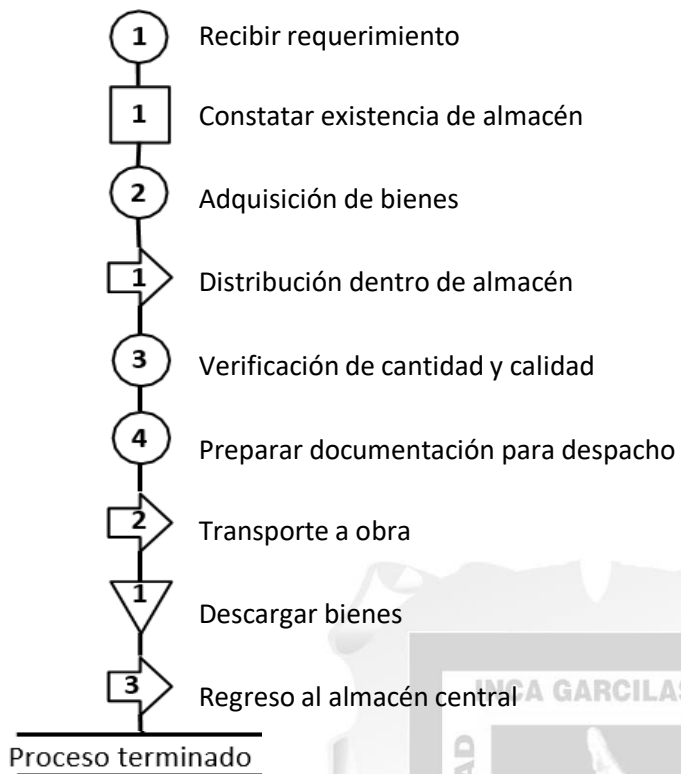 1 Recibir requerimiento
1 Constatar existencia de almacén
2 Adquisición de bienes
1 Distribución dentro de almacén
3 Verificación de cantidad y calidad
4 Preparar documentación para despacho
2 Transporte a obra
1 Descargar bienes
3 Regreso al almacén central
INCA GARCILAS
AD
Proceso terminado